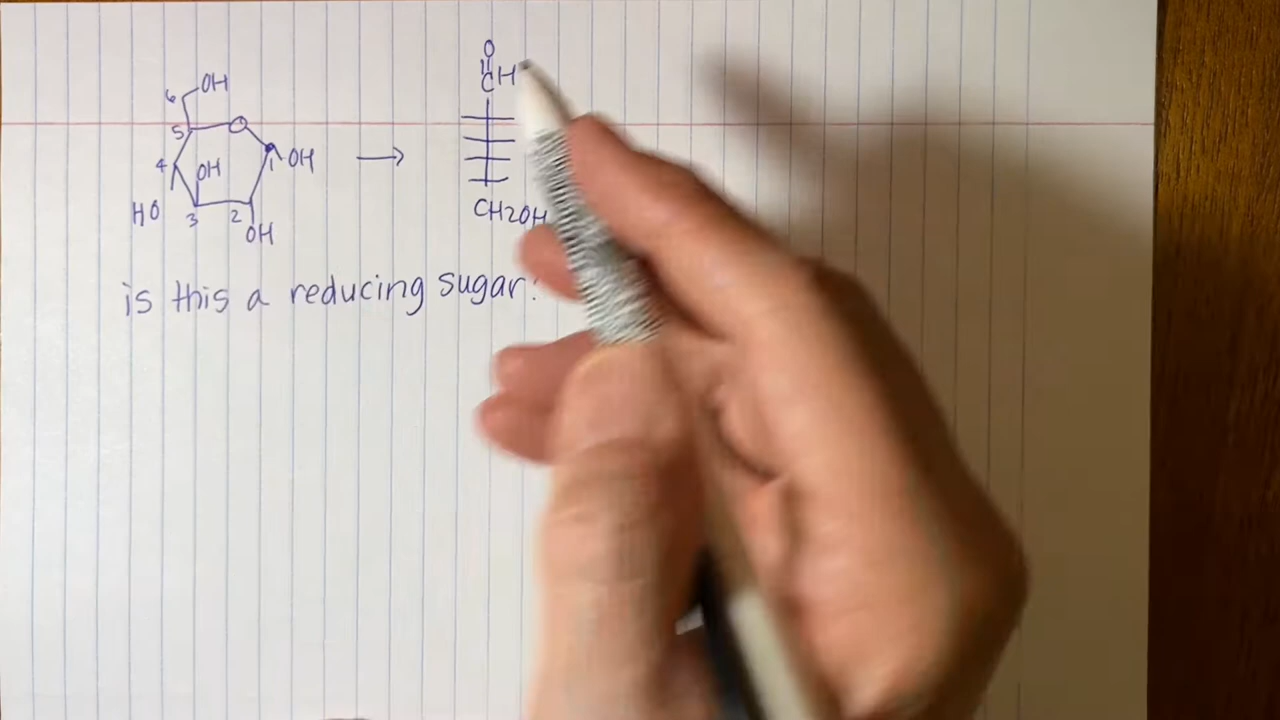 6 OH
5 O
4 OH 1 OH
HO 3 2
OH
O
CH
CH2OH
is this a reducing sugar?